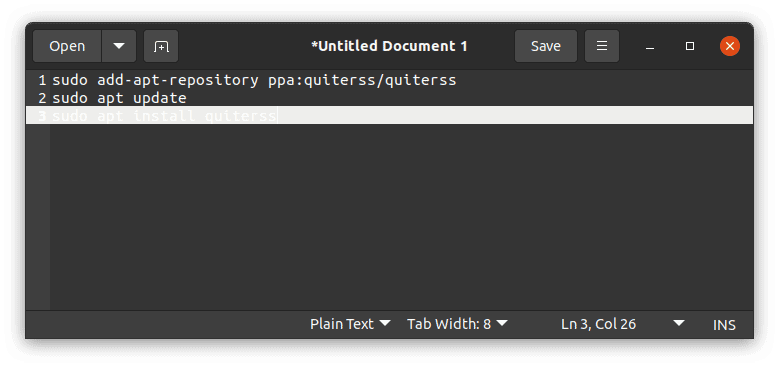 Open
*Untitled Document 1
Save
1 sudo add-apt-repository ppa:quiterss/quiterss
2 sudo apt update
3 sudo apt install quiterss
Plain Text Tab Width: 8 Ln 3, Col 26 INS